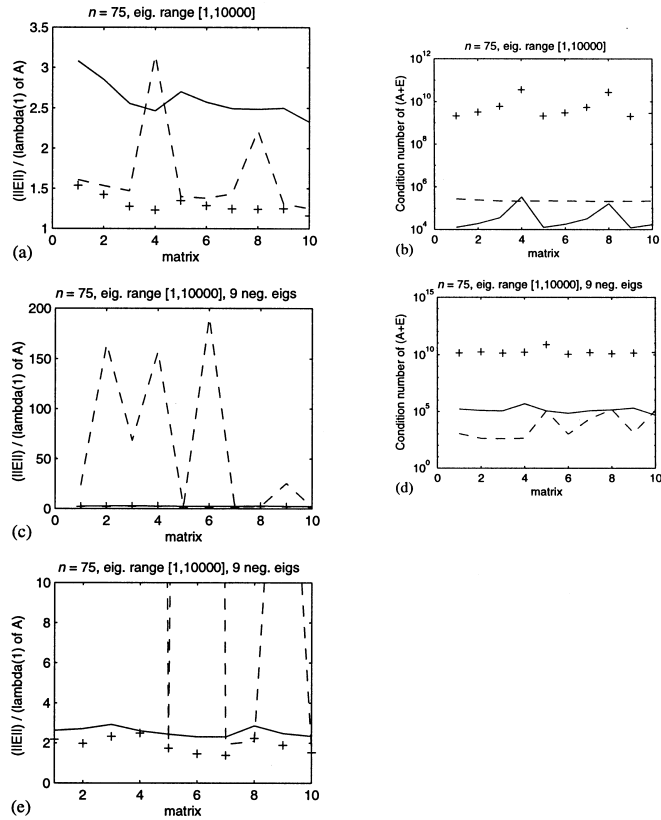 n = 75, eig. range [1,10000]
(IIEII) / (lambda(1) of A)
3.5
3
2.5
2
1.5
1
0 2 4 6 8 10
matrix
(a)
n = 75, eig. range [1,10000]
Condition number of (A+E)
10^12
10^10
10^8
10^6
10^4
0 2 4 6 8 10
matrix
(b)
n = 75, eig. range [1,10000], 9 neg. eigs
(IIEII) / (lambda(1) of A)
200
150
100
50
0
0 2 4 6 8 10
matrix
(c)
n = 75, eig. range [1,10000], 9 neg. eigs
Condition number of (A+E)
10^15
10^10
10^5
10^0
0 2 4 6 8 10
matrix
(d)
n = 75, eig. range [1,10000], 9 neg. eigs
(IIEII) / (lambda(1) of A)
10
8
6
4
2
0
2 4 6 8 10
matrix
(e)